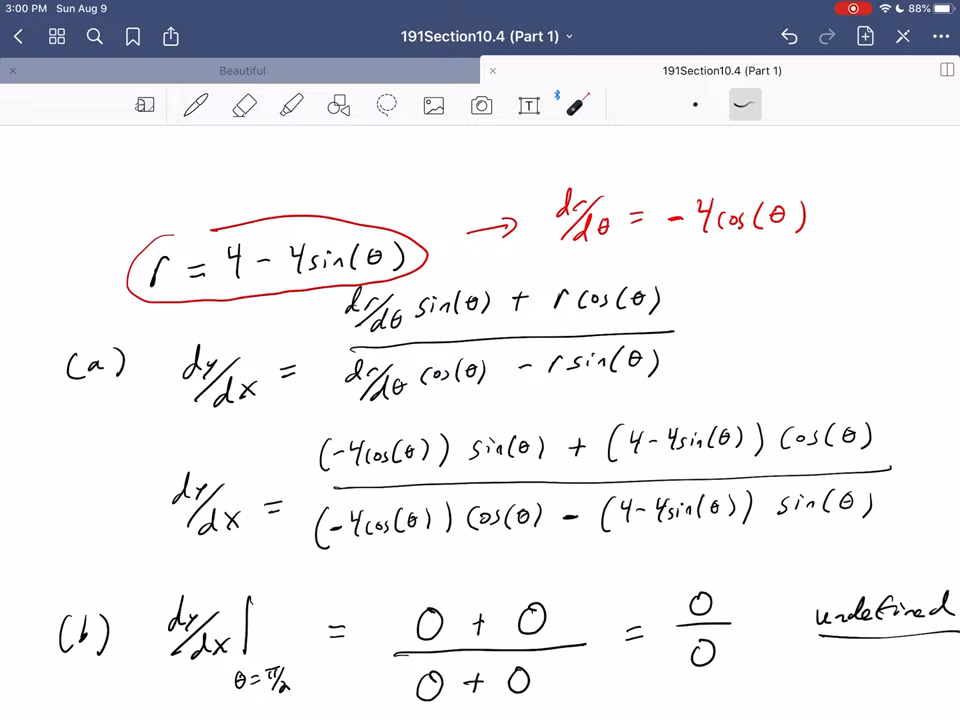 3:00 PM Sun Aug 9 88%
191Section10.4 (Part 1)
Beautiful 191Section10.4 (Part 1)
T
r = 4 - 4sin(θ) → dr/dθ = -4cos(θ)
(a) dy/dx = (dr/dθ sin(θ) + r cos(θ)) / (dr/dθ cos(θ) - r sin(θ))
dy/dx = ((-4cos(θ)) sin(θ) + (4-4sin(θ)) cos(θ)) / ((-4cos(θ)) cos(θ) - (4-4sin(θ)) sin(θ))
(b) dy/dx | θ=π/2 = (0 + 0) / (0 + 0) = 0/0 undefined